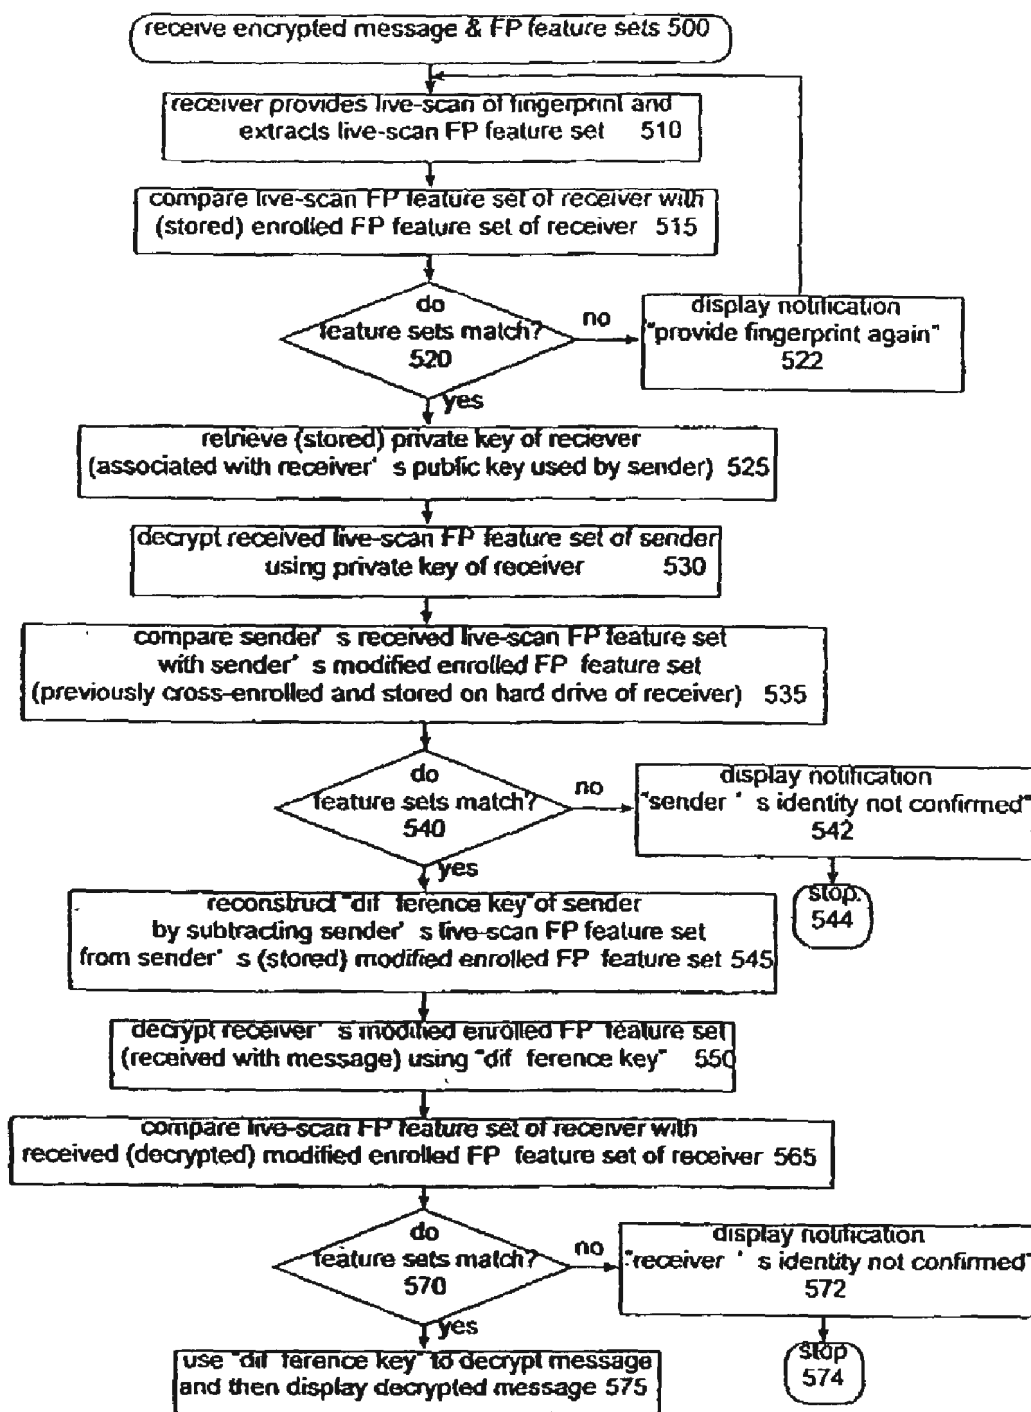 receive encrypted message & FP feature sets 500
receiver provides live-scan of fingerprint and
extracts live-scan FP feature set 510
compare live-scan FP feature set of receiver with
(stored) enrolled FP feature set of receiver 515
do
feature sets match?
520
no
display notification
"provide fingerprint again"
522
yes
retrieve (stored) private key of reciever
(associated with receiver's public key used by sender) 525
decrypt received live-scan FP feature set of sender
using private key of receiver 530
compare sender's received live-scan FP feature set
with sender's modified enrolled FP feature set
(previously cross-enrolled and stored on hard drive of receiver) 535
do
feature sets match?
540
no
display notification
"sender's identity not confirmed"
542
yes
stop.
544
reconstruct "dif ference key" of sender
by subtracting sender's live-scan FP feature set
from sender's (stored) modified enrolled FP feature set 545
decrypt receiver's modified enrolled FP feature set
(received with message) using "dif ference key" 550
compare live-scan FP feature set of receiver with
received (decrypted) modified enrolled FP feature set of receiver 565
do
feature sets match?
570
no
display notification
"receiver's identity not confirmed"
572
yes
stop
574
use "dif ference key" to decrypt message
and then display decrypted message 575